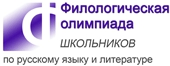 Филологическая
олимпиада
ШКОЛЬНИКОВ
по русскому языку и литературе